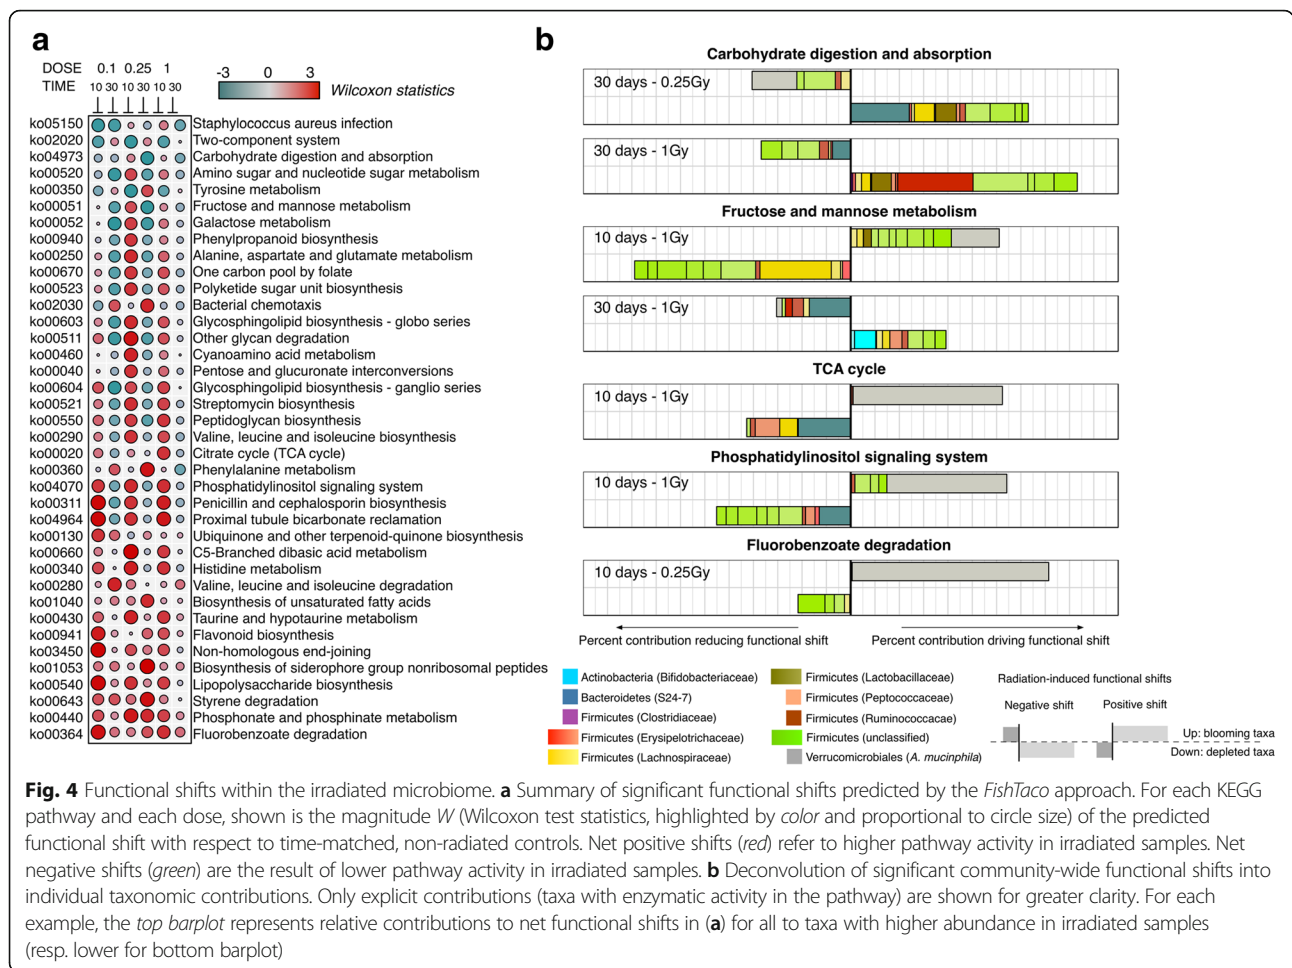 a
DOSE 0.1 0.25 1
TIME 10 30 10 30 10 30
-3 0 3
Wilcoxon statistics
ko05150 Staphylococcus aureus infection
ko02020 Two-component system
ko04973 Carbohydrate digestion and absorption
ko00520 Amino sugar and nucleotide sugar metabolism
ko00350 Tyrosine metabolism
ko00051 Fructose and mannose metabolism
ko00052 Galactose metabolism
ko00940 Phenylpropanoid biosynthesis
ko00250 Alanine, aspartate and glutamate metabolism
ko00670 One carbon pool by folate
ko00523 Polyketide sugar unit biosynthesis
ko02030 Bacterial chemotaxis
ko00603 Glycosphingolipid biosynthesis - globo series
ko00511 Other glycan degradation
ko00460 Cyanoamino acid metabolism
ko00040 Pentose and glucuronate interconversions
ko00604 Glycosphingolipid biosynthesis - ganglio series
ko00521 Streptomycin biosynthesis
ko00550 Peptidoglycan biosynthesis
ko00290 Valine, leucine and isoleucine biosynthesis
ko00020 Citrate cycle (TCA cycle)
ko00360 Phenylalanine metabolism
ko04070 Phosphatidylinositol signaling system
ko00311 Penicillin and cephalosporin biosynthesis
ko04964 Proximal tubule bicarbonate reclamation
ko00130 Ubiquinone and other terpenoid-quinone biosynthesis
ko00660 C5-Branched dibasic acid metabolism
ko00340 Histidine metabolism
ko00280 Valine, leucine and isoleucine degradation
ko01040 Biosynthesis of unsaturated fatty acids
ko00430 Taurine and hypotaurine metabolism
ko00941 Flavonoid biosynthesis
ko03450 Non-homologous end-joining
ko01053 Biosynthesis of siderophore group nonribosomal peptides
ko00540 Lipopolysaccharide biosynthesis
ko00643 Styrene degradation
ko00440 Phosphonate and phosphinate metabolism
ko00364 Fluorobenzoate degradation
b
Carbohydrate digestion and absorption
30 days - 0.25Gy
30 days - 1Gy
Fructose and mannose metabolism
10 days - 1Gy
30 days - 1Gy
TCA cycle
10 days - 1Gy
Phosphatidylinositol signaling system
10 days - 1Gy
Fluorobenzoate degradation
10 days - 0.25Gy
Percent contribution reducing functional shift
Percent contribution driving functional shift
Actinobacteria (Bifidobacteriaceae)
Bacteroidetes (S24-7)
Firmicutes (Clostridiaceae)
Firmicutes (Erysipelotrichaceae)
Firmicutes (Lachnospiraceae)
Firmicutes (Lactobacillaceae)
Firmicutes (Peptococcaceae)
Firmicutes (Ruminococcaceae)
Firmicutes (unclassified)
Verrucomicrobiales (A. mucinphila)
Radiation-induced functional shifts
Negative shift Positive shift
Up: blooming taxa
Down: depleted taxa
Fig. 4 Functional shifts within the irradiated microbiome. a Summary of significant functional shifts predicted by the FishTaco approach. For each KEGG
pathway and each dose, shown is the magnitude W (Wilcoxon test statistics, highlighted by color and proportional to circle size) of the predicted
functional shift with respect to time-matched, non-radiated controls. Net positive shifts (red) refer to higher pathway activity in irradiated samples. Net
negative shifts (green) are the result of lower pathway activity in irradiated samples. b Deconvolution of significant community-wide functional shifts into
individual taxonomic contributions. Only explicit contributions (taxa with enzymatic activity in the pathway) are shown for greater clarity. For each
example, the top barplot represents relative contributions to net functional shifts in (a) for all to taxa with higher abundance in irradiated samples
(resp. lower for bottom barplot)